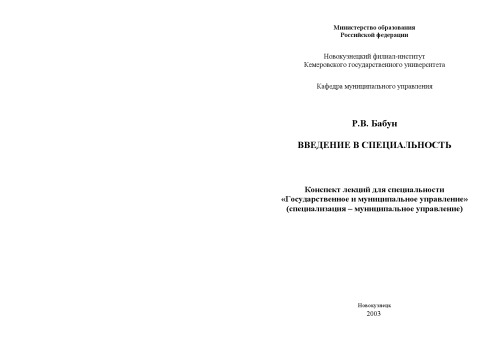 Министерство образования
Российской федерации
Новокузнецкий филиал-институт
Кемеровского государственного университета
Кафедра муниципального управления
Р.В. Бабун
ВВЕДЕНИЕ В СПЕЦИАЛЬНОСТЬ
Конспект лекций для специальности
«Государственное и муниципальное управление»
(специализация – муниципальное управление)
Новокузнецк
2003